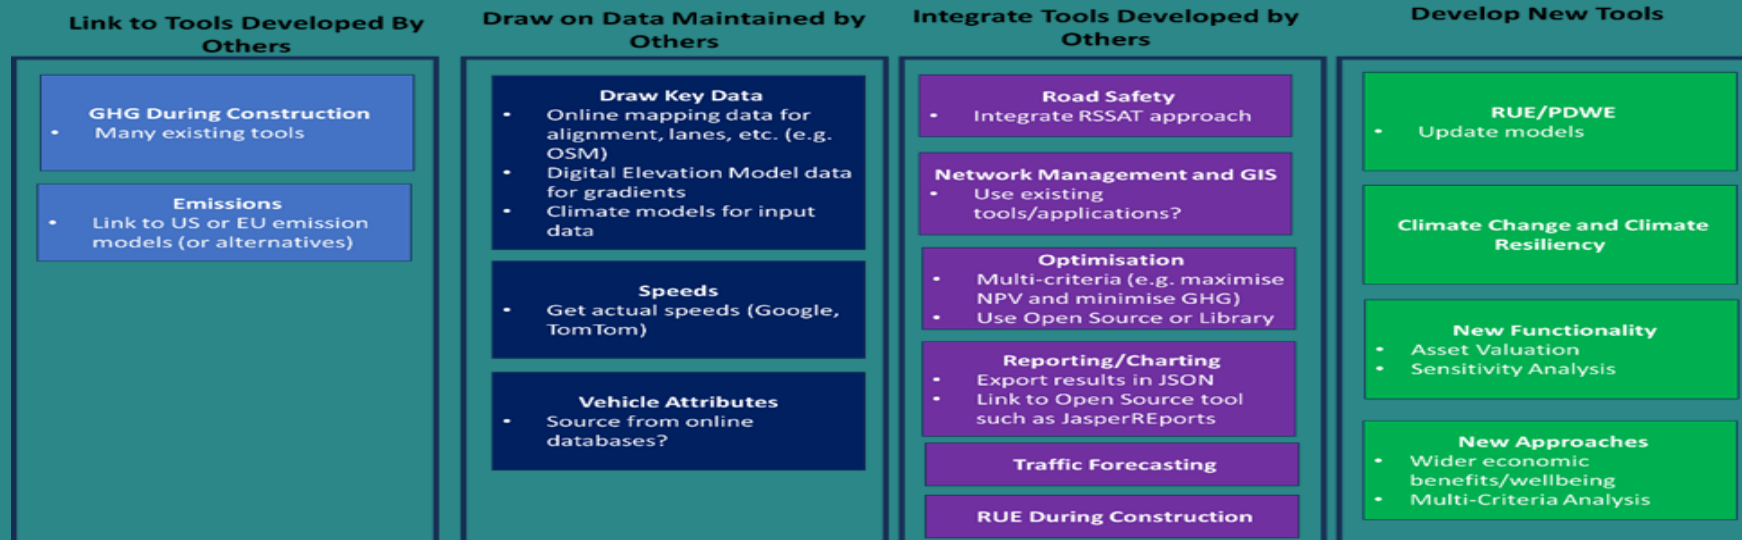 Link to Tools Developed By
Others
GHG During Construction
• Many existing tools
Emissions
• Link to US or EU emission
models (or alternatives)
Draw on Data Maintained by
Others
Draw Key Data
• Online mapping data for
alignment, lanes, etc. (e.g.
OSM)
• Digital Elevation Model data
for gradients
• Climate models for input
data
Speeds
• Get actual speeds (Google,
TomTom)
Vehicle Attributes
• Source from online
databases?
Integrate Tools Developed by
Others
Road Safety
• Integrate RSSAT approach
Network Management and GIS
• Use existing
tools/applications?
Optimisation
• Multi-criteria (e.g. maximise
NPV and minimise GHG)
• Use Open Source or Library
Reporting/Charting
• Export results in JSON
• Link to Open Source tool
such as JasperREports
Traffic Forecasting
RUE During Construction
Develop New Tools
RUE/PDWE
• Update models
Climate Change and Climate
Resiliency
New Functionality
• Asset Valuation
• Sensitivity Analysis
New Approaches
• Wider economic
benefits/wellbeing
• Multi-Criteria Analysis